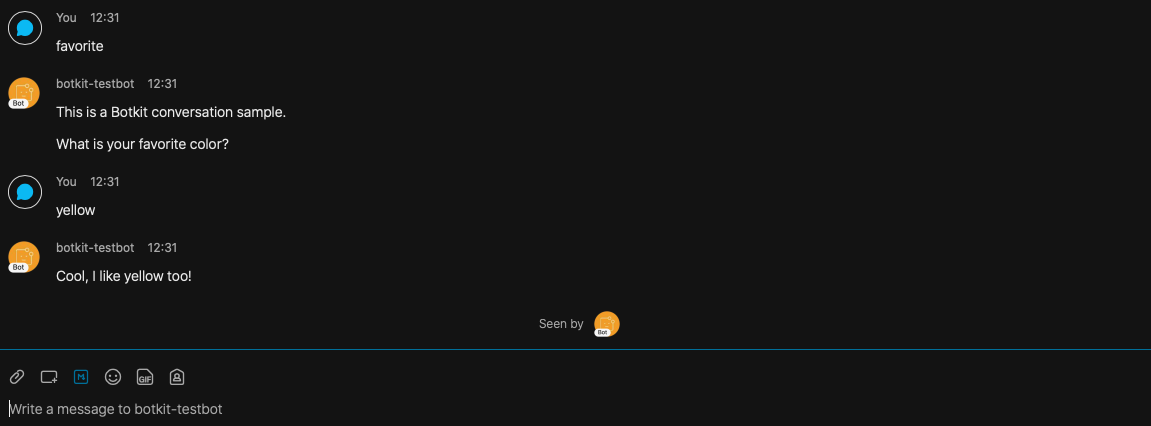 You 12:31
favorite
botkit-testbot 12:31
Bot
This is a Botkit conversation sample.
What is your favorite color?
You 12:31
yellow
botkit-testbot 12:31
Bot
Cool, I like yellow too!
Seen by Bot
M GIF
Write a message to botkit-testbot